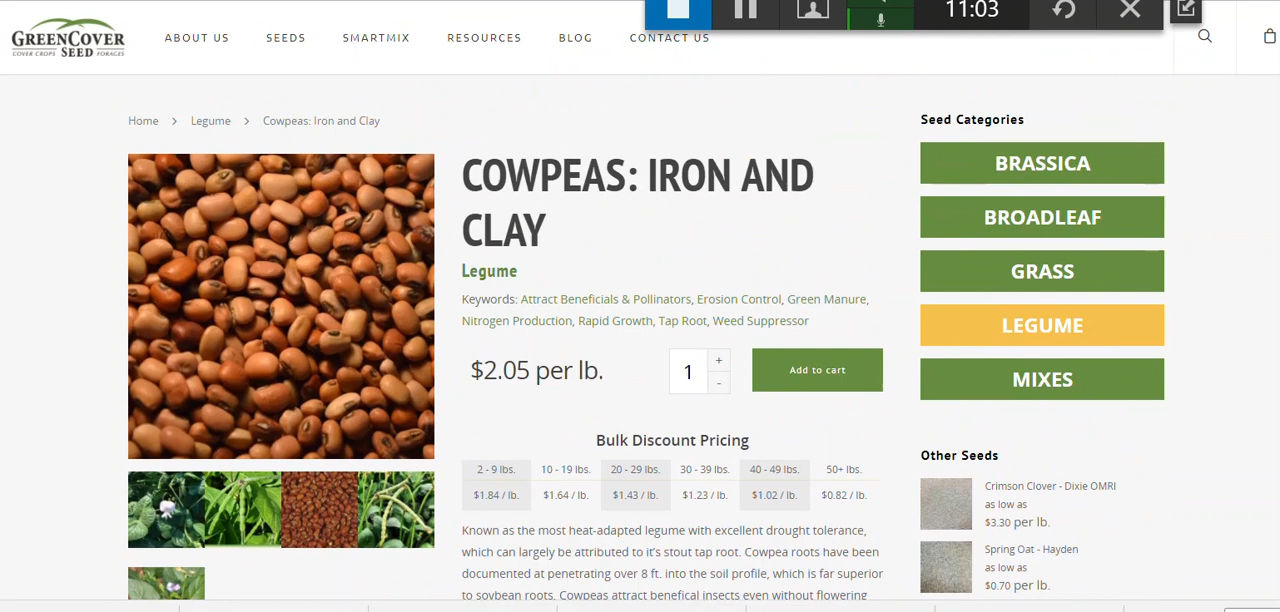 11:03
GREENCOVER
SEED
COVER CROPS FORAGES
ABOUT US SEEDS SMARTMIX RESOURCES BLOG CONTACT US
Home > Legume > Cowpeas: Iron and Clay
COWPEAS: IRON AND
CLAY
Legume
Keywords: Attract Beneficials & Pollinators, Erosion Control, Green Manure,
Nitrogen Production, Rapid Growth, Tap Root, Weed Suppressor
$2.05 per lb. 1 + - Add to cart
Bulk Discount Pricing
2 - 9 lbs. 10 - 19 lbs. 20 - 29 lbs. 30 - 39 lbs. 40 - 49 lbs. 50+ lbs.
$1.84 / lb. $1.64 / lb. $1.43 / lb. $1.23 / lb. $1.02 / lb. $0.82 / lb.
Known as the most heat-adapted legume with excellent drought tolerance,
which can largely be attributed to it's stout tap root. Cowpea roots have been
documented at penetrating over 8 ft. into the soil profile, which is far superior
to soybean roots. Cowpeas attract benefical insects even without flowering
Seed Categories
BRASSICA
BROADLEAF
GRASS
LEGUME
MIXES
Other Seeds
Crimson Clover - Dixie OMRI
as low as
$3.30 per lb.
Spring Oat - Hayden
as low as
$0.70 per lb.